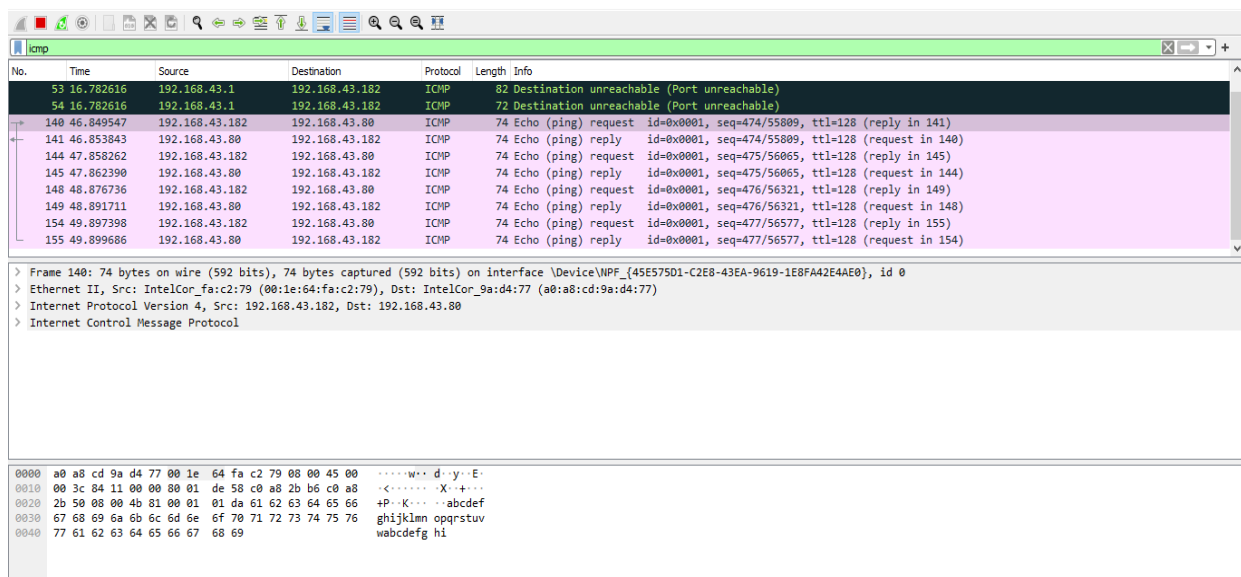 icmp
No. Time Source Destination Protocol Length Info
53 16.782616 192.168.43.1 192.168.43.182 ICMP 82 Destination unreachable (Port unreachable)
54 16.782616 192.168.43.1 192.168.43.182 ICMP 72 Destination unreachable (Port unreachable)
140 46.849547 192.168.43.182 192.168.43.80 ICMP 74 Echo (ping) request id=0x0001, seq=474/55809, ttl=128 (reply in 141)
141 46.853843 192.168.43.80 192.168.43.182 ICMP 74 Echo (ping) reply id=0x0001, seq=474/55809, ttl=128 (request in 140)
144 47.858262 192.168.43.182 192.168.43.80 ICMP 74 Echo (ping) request id=0x0001, seq=475/56065, ttl=128 (reply in 145)
145 47.862390 192.168.43.80 192.168.43.182 ICMP 74 Echo (ping) reply id=0x0001, seq=475/56065, ttl=128 (request in 144)
148 48.876736 192.168.43.182 192.168.43.80 ICMP 74 Echo (ping) request id=0x0001, seq=476/56321, ttl=128 (reply in 149)
149 48.891711 192.168.43.80 192.168.43.182 ICMP 74 Echo (ping) reply id=0x0001, seq=476/56321, ttl=128 (request in 148)
154 49.897398 192.168.43.182 192.168.43.80 ICMP 74 Echo (ping) request id=0x0001, seq=477/56577, ttl=128 (reply in 155)
155 49.899686 192.168.43.80 192.168.43.182 ICMP 74 Echo (ping) reply id=0x0001, seq=477/56577, ttl=128 (request in 154)
> Frame 140: 74 bytes on wire (592 bits), 74 bytes captured (592 bits) on interface \Device\NPF_{45E575D1-C2E8-43EA-9619-1E8FA42E4AE0}, id 0
> Ethernet II, Src: IntelCor_fa:c2:79 (00:1e:64:fa:c2:79), Dst: IntelCor_9a:d4:77 (a0:a8:cd:9a:d4:77)
> Internet Protocol Version 4, Src: 192.168.43.182, Dst: 192.168.43.80
> Internet Control Message Protocol
0000 a0 a8 cd 9a d4 77 00 1e 64 fa c2 79 08 00 45 00 ·····w·· d··y··E·
0010 00 3c 84 11 00 00 80 01 de 58 c0 a8 2b b6 c0 a8 ·<······ ·X··+···
0020 2b 50 08 00 4b 81 00 01 01 da 61 62 63 64 65 66 +P··K··· ··abcdef
0030 67 68 69 6a 6b 6c 6d 6e 6f 70 71 72 73 74 75 76 ghijklmn opqrstuv
0040 77 61 62 63 64 65 66 67 68 69 wabcdefg hi